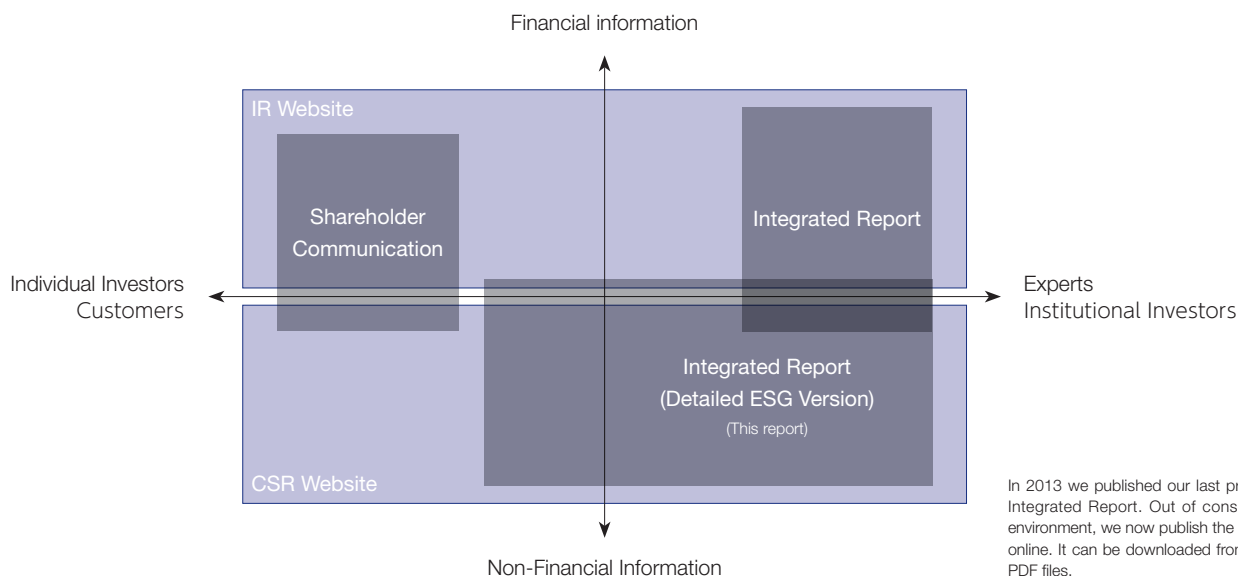 Financial information
IR Website
Shareholder
Communication
Integrated Report
Individual Investors
Customers
Experts
Institutional Investors
Integrated Report
(Detailed ESG Version)
(This report)
CSR Website
Non-Financial Information
In 2013 we published our last
Integrated Report. Out of
environment, we now publish the
online. It can be downloaded
PDF files.